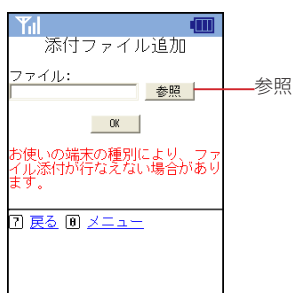 添付ファイル追加
ファイル:
参照
参照
OK
お使いの端末の種別により、ファ
イル添付が行なえない場合があり
ます。
7 戻る 0 メニュー